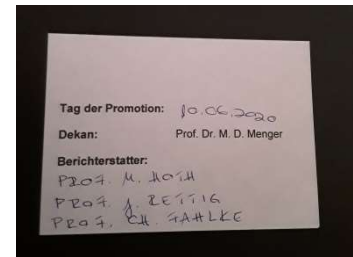 Tag der Promotion: 10.06.2020
Dekan: Prof. Dr. M. D. Menger
Berichterstatter:
PROF. M. HOTH
PROF. J. RETTIG
PROF. CH. FAHLKE